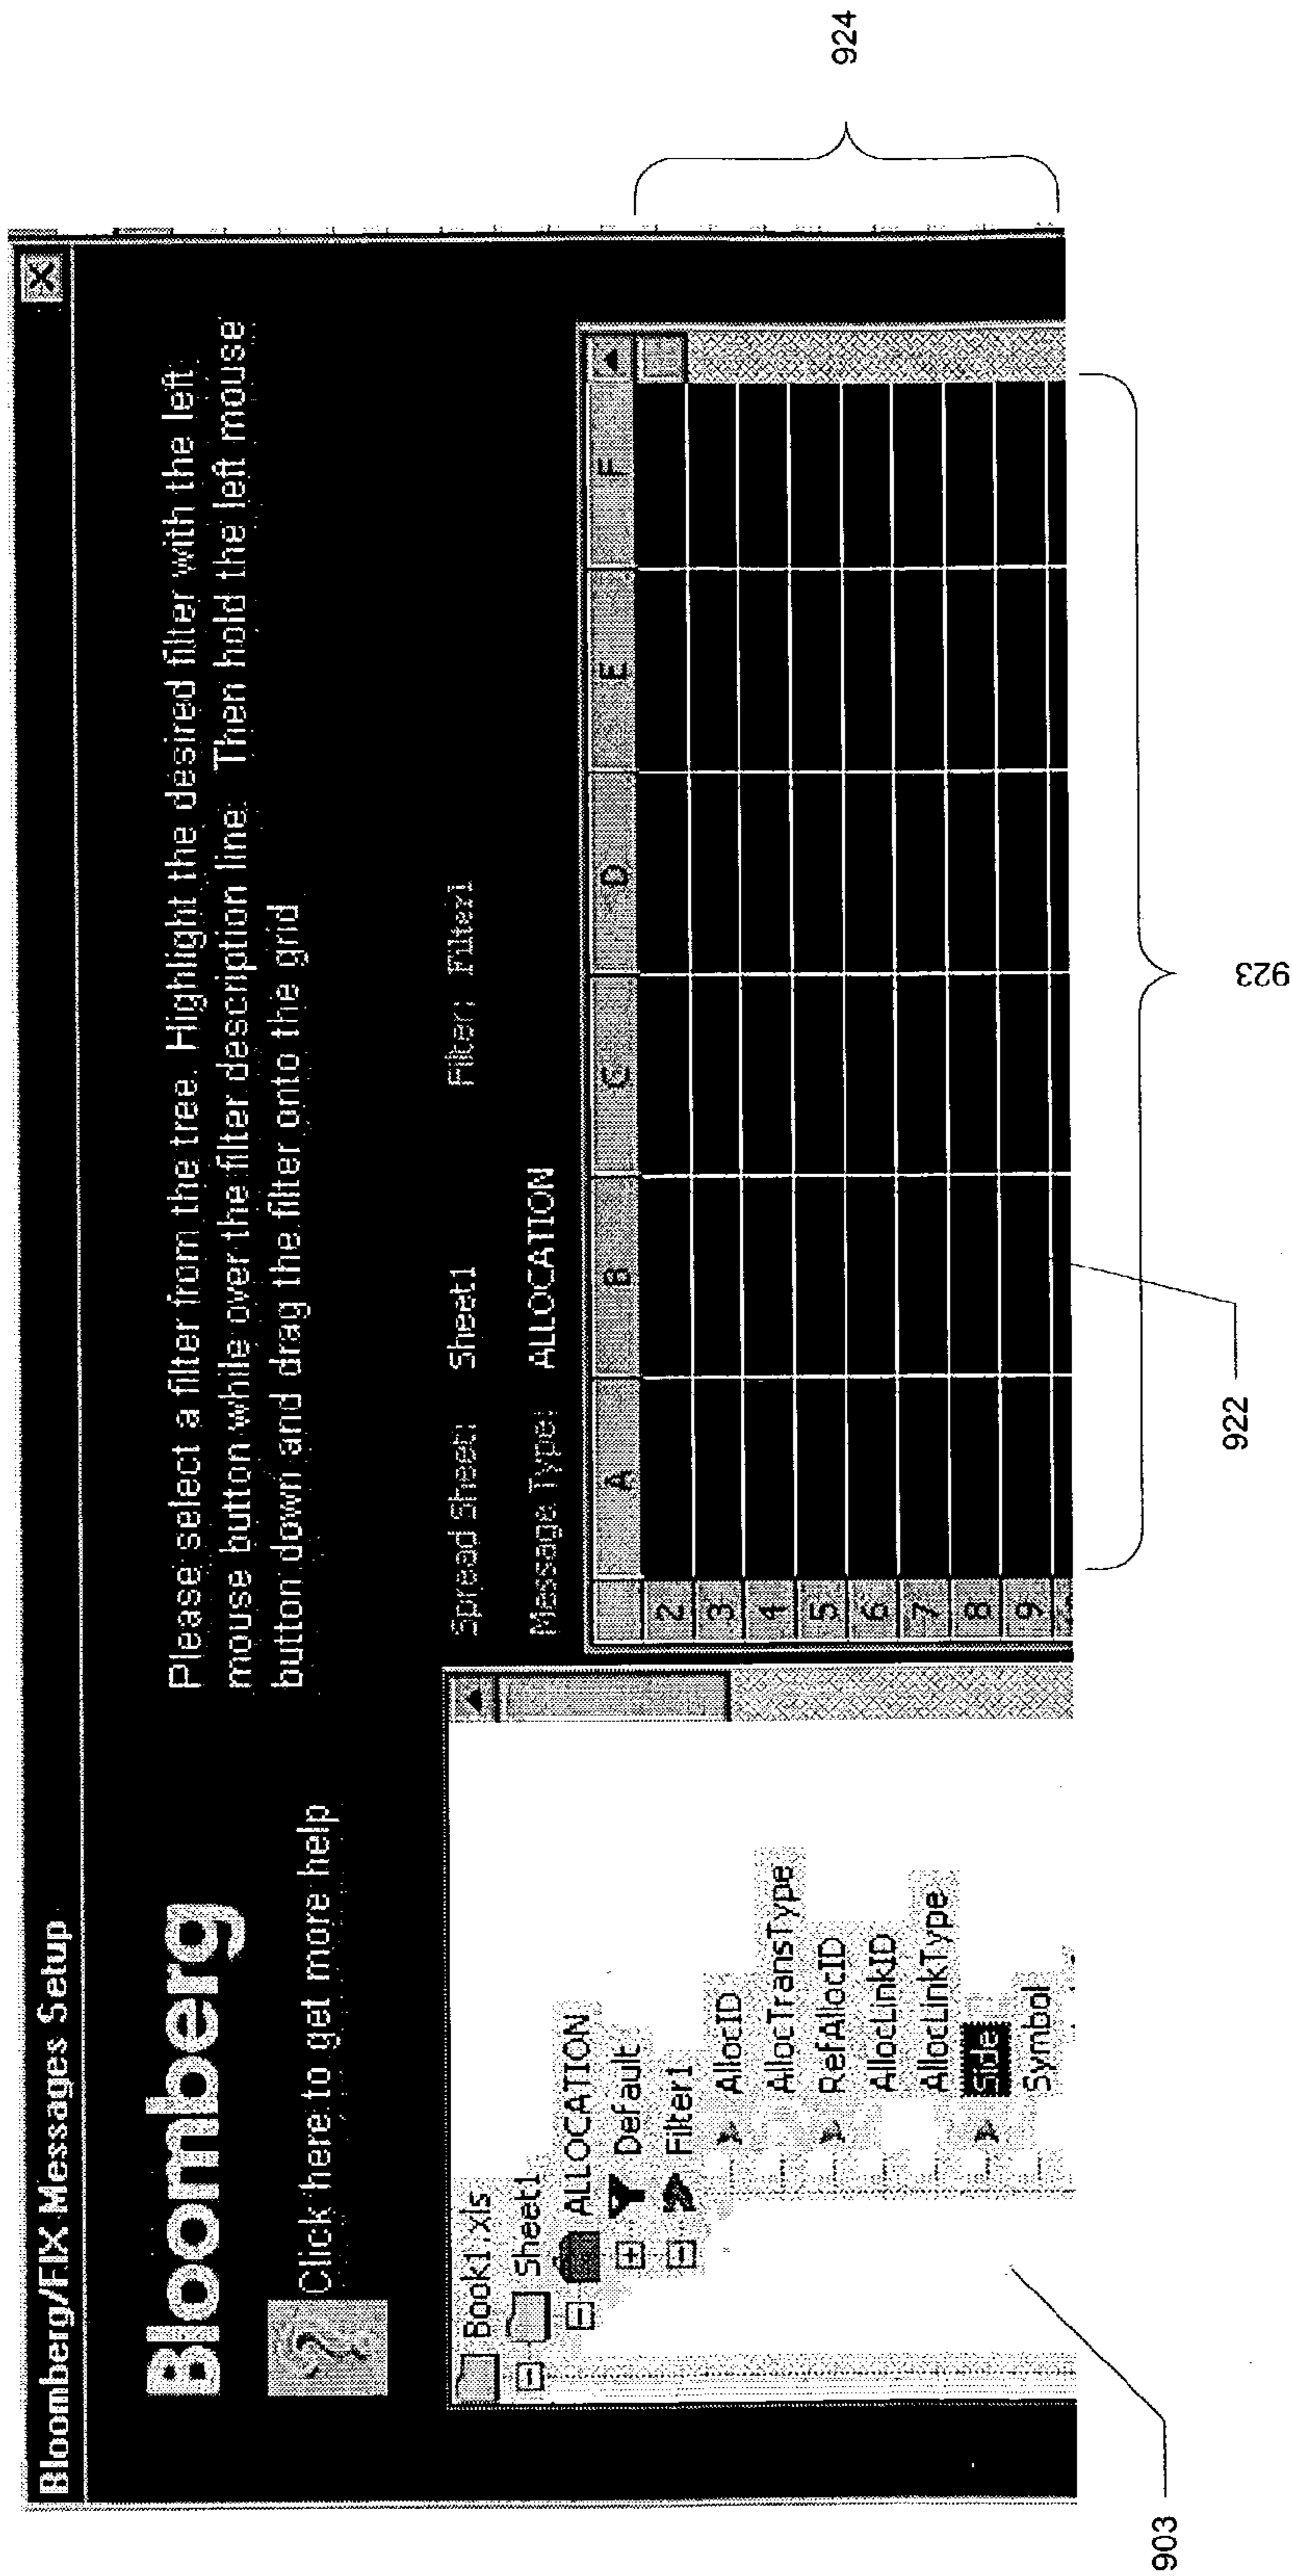 Bloomberg/FIX Messages Setup
Bloomberg
Click here to get more help
Please select a filter from the tree. Highlight the desired filter with the left
mouse button while over the filter description line. Then hold the left mouse
button down and drag the filter onto the grid
Spread Sheet: Sheet1 Filter: Filter1
Message Type: ALLOCATION
Book1.xls
Sheet1
ALLOCATION
Default
Filter1
AllocID
AllocTransType
RefAllocID
AllocLinkID
AllocLinkType
Side
Symbol
A B C D E F
2
3
4
5
6
7
8
9
903
922
923
924